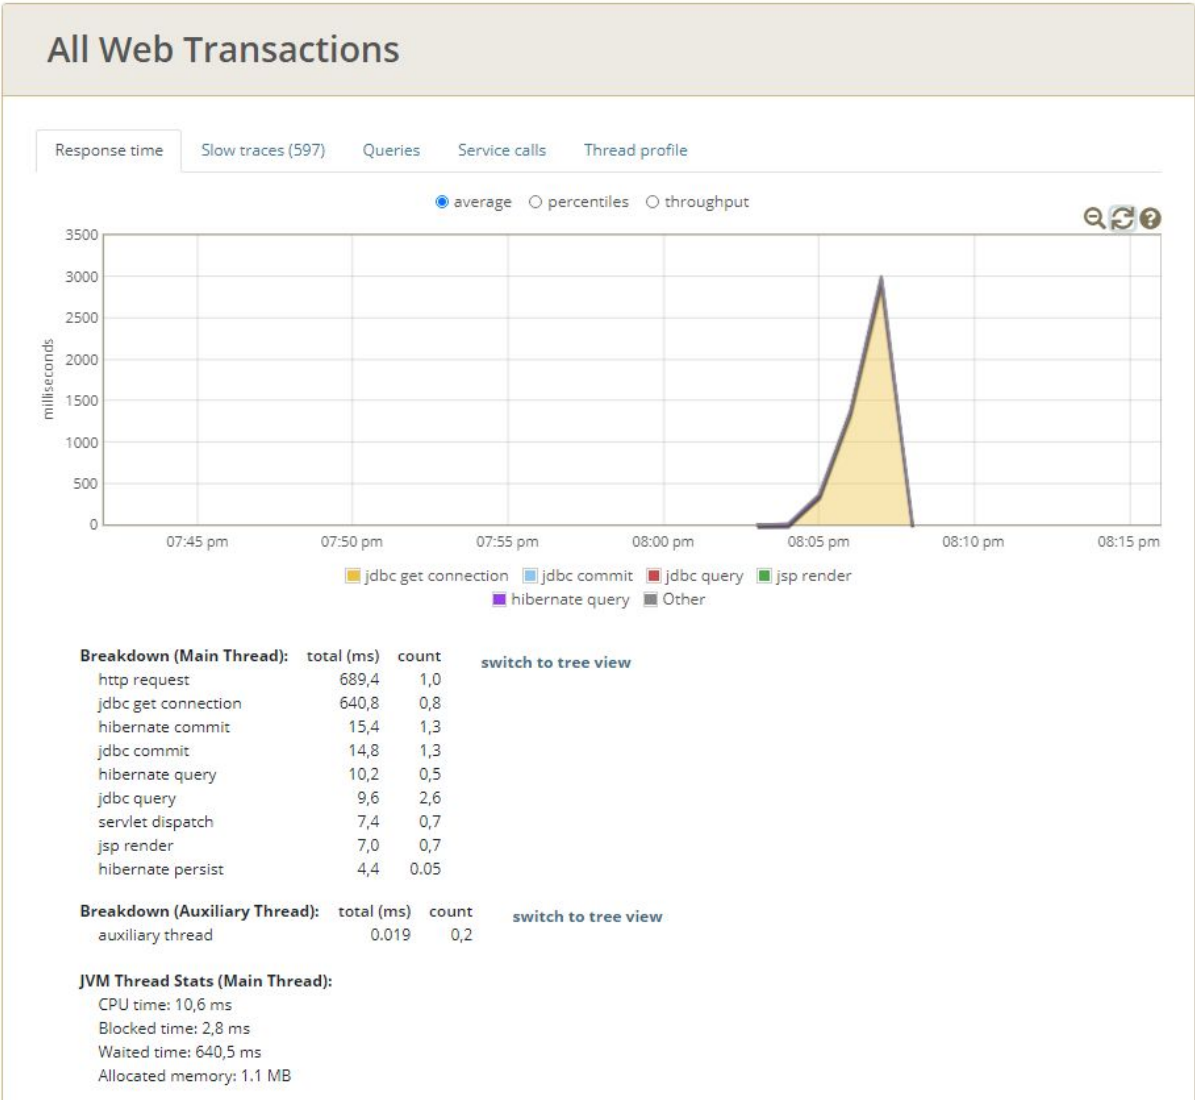 All Web Transactions
Response time Slow traces (597) Queries Service calls Thread profile
average percentiles throughput
3500
3000
2500
2000
1500
1000
500
0
milliseconds
07:45 pm 07:50 pm 07:55 pm 08:00 pm 08:05 pm 08:10 pm 08:15 pm
jdbc get connection jdbc commit jdbc query jsp render
hibernate query Other
Breakdown (Main Thread): total (ms) count switch to tree view
http request 689,4 1,0
jdbc get connection 640,8 0,8
hibernate commit 15,4 1,3
jdbc commit 14,8 1,3
hibernate query 10,2 0,5
jdbc query 9,6 2,6
servlet dispatch 7,4 0,7
jsp render 7,0 0,7
hibernate persist 4,4 0.05
Breakdown (Auxiliary Thread): total (ms) count switch to tree view
auxiliary thread 0.019 0,2
JVM Thread Stats (Main Thread):
CPU time: 10,6 ms
Blocked time: 2,8 ms
Waited time: 640,5 ms
Allocated memory: 1.1 MB